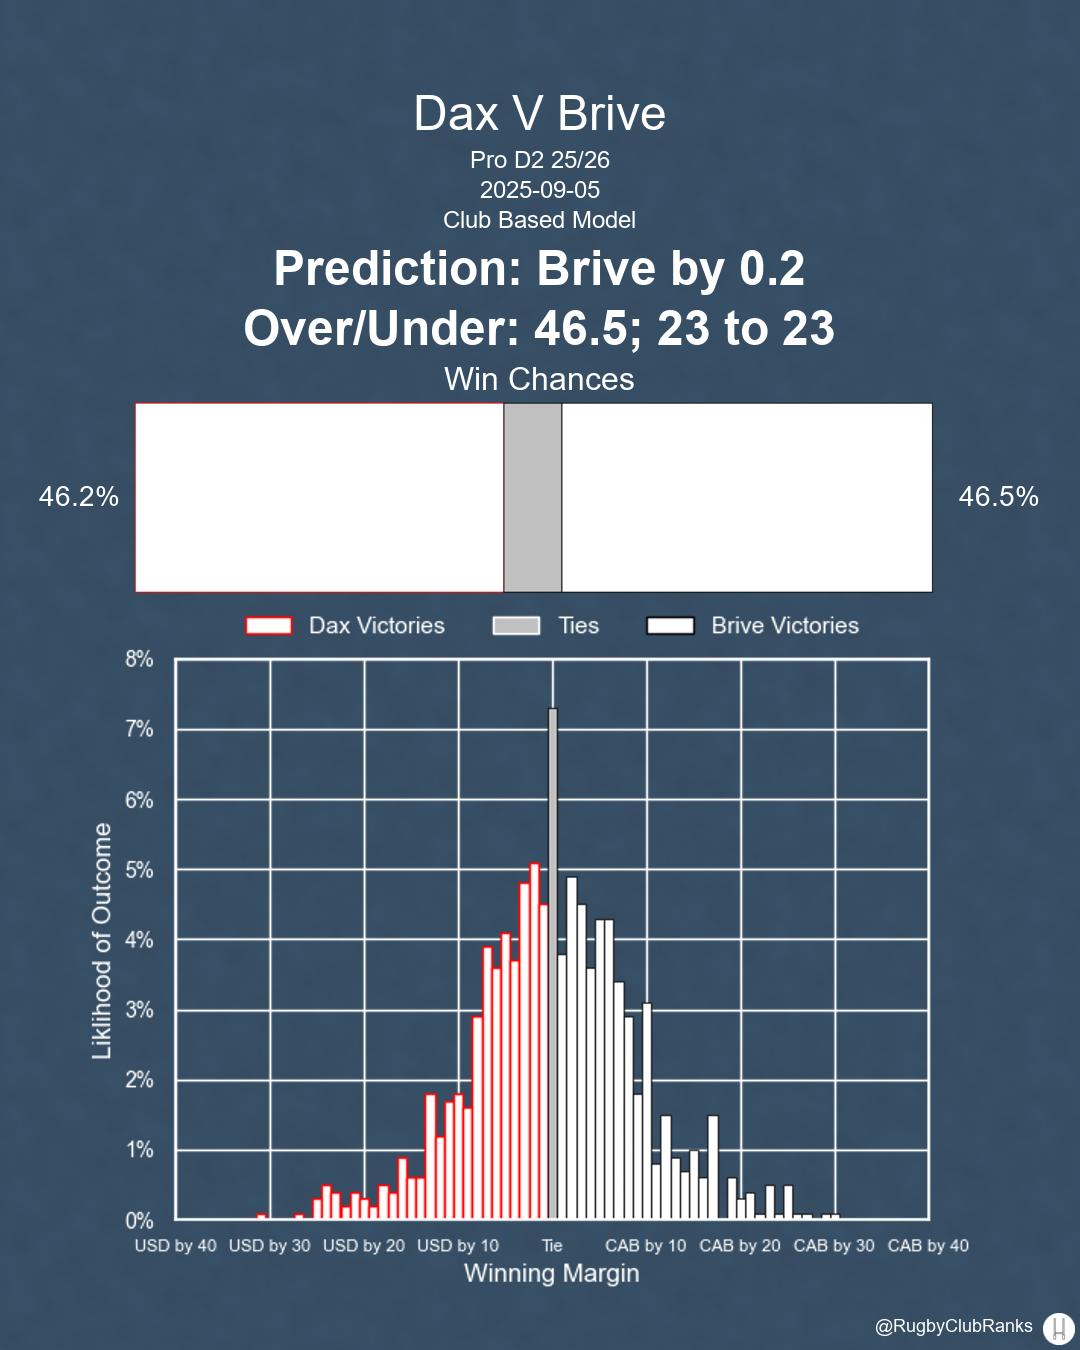 Dax V Brive
Pro D2 25/26
2025-09-05
Club Based Model
Prediction: Brive by 0.2
Over/Under: 46.5; 23 to 23
Win Chances
46.2%
46.5%
Dax Victories
Ties
Brive Victories
8%
7%
6%
5%
4%
3%
2%
1%
0%
Liklihood of Outcome
USD by 40 USD by 30 USD by 20 USD by 10 Tie CAB by 10 CAB by 20 CAB by 30 CAB by 40
Winning Margin
@RugbyClubRanks